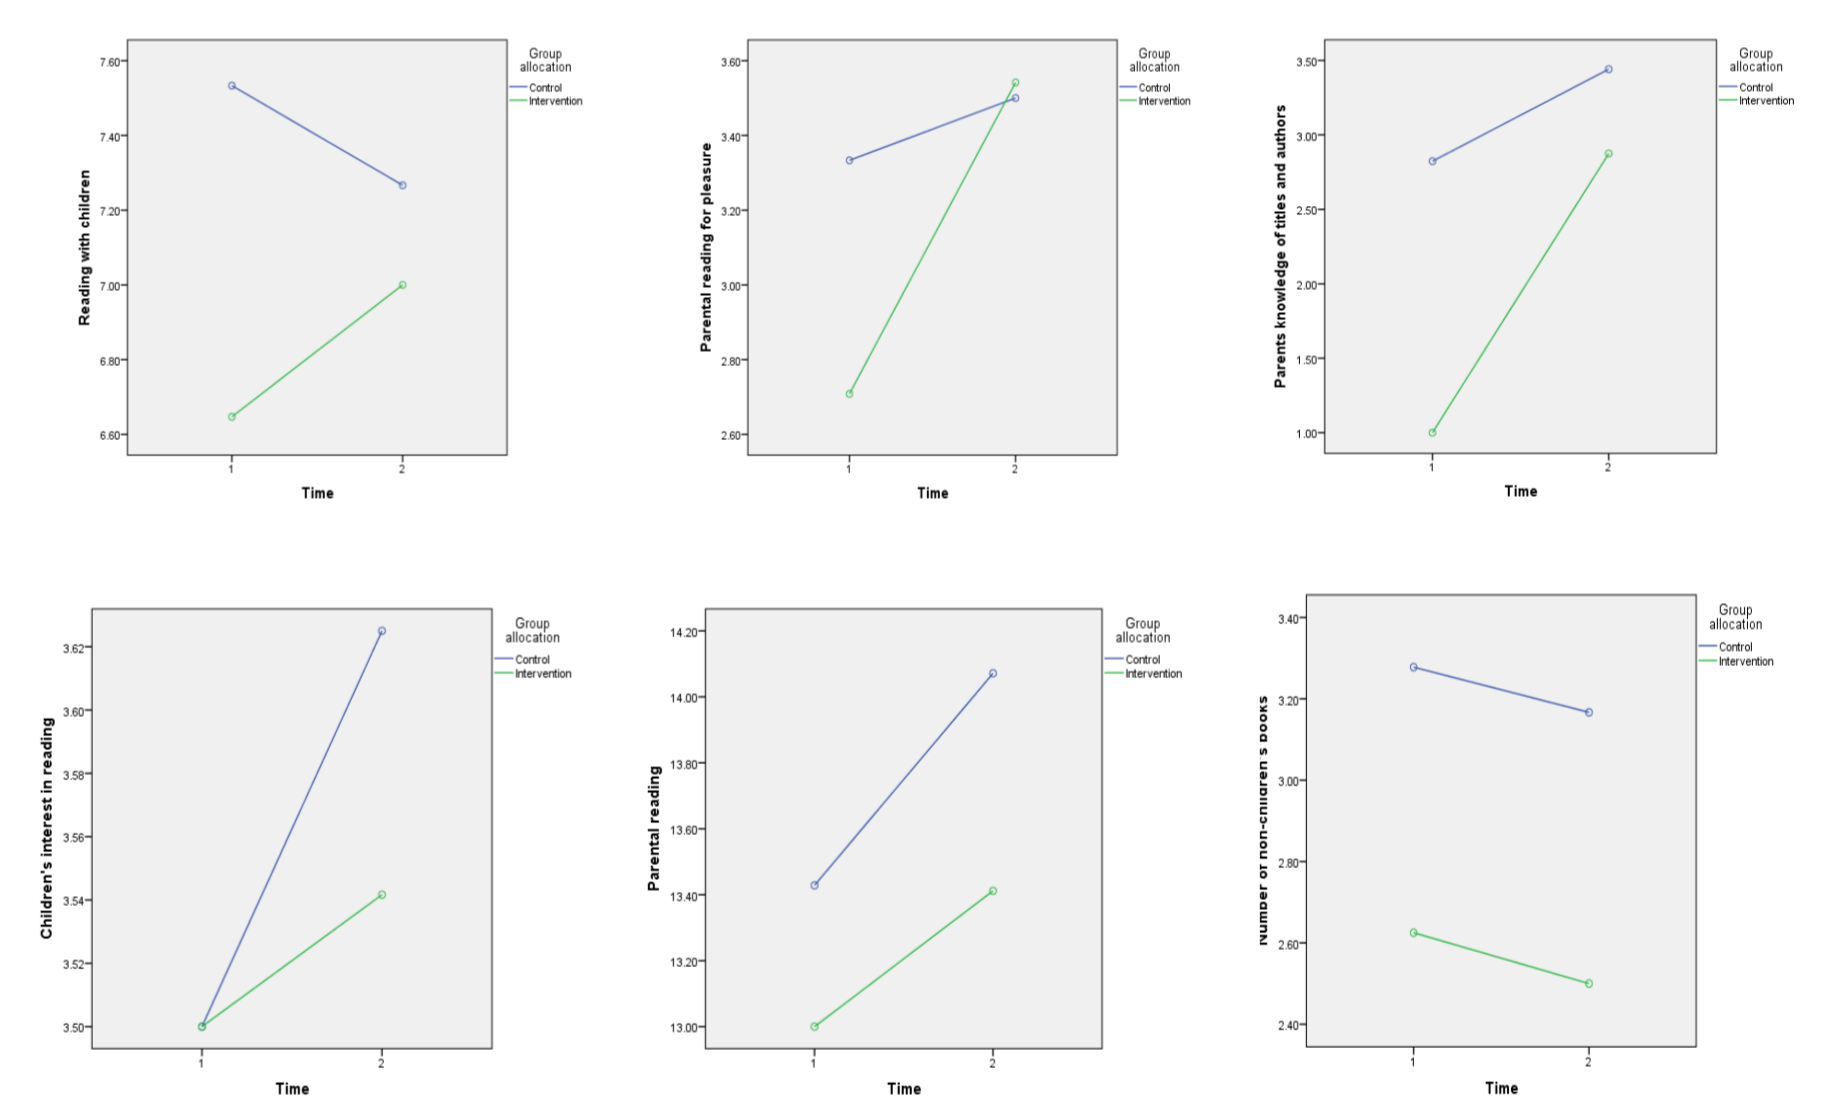 Group
allocation
Control
Intervention
7.60
7.40
7.20
7.00
6.80
6.60
Reading with children
1
2
Time
Group
allocation
Control
Intervention
3.60
3.40
3.20
3.00
2.80
2.60
Parental reading for pleasure
1
2
Time
Group
allocation
Control
Intervention
3.50
3.00
2.50
2.00
1.50
1.00
Parents knowledge of titles and authors
1
2
Time
Group
allocation
Control
Intervention
3.62
3.60
3.58
3.56
3.54
3.52
3.50
Children's interest in reading
1
2
Time
Group
allocation
Control
Intervention
14.20
14.00
13.80
13.60
13.40
13.20
13.00
Parental reading
1
2
Time
Group
allocation
Control
Intervention
3.40
3.20
3.00
2.80
2.60
2.40
Number of non-children's books
1
2
Time